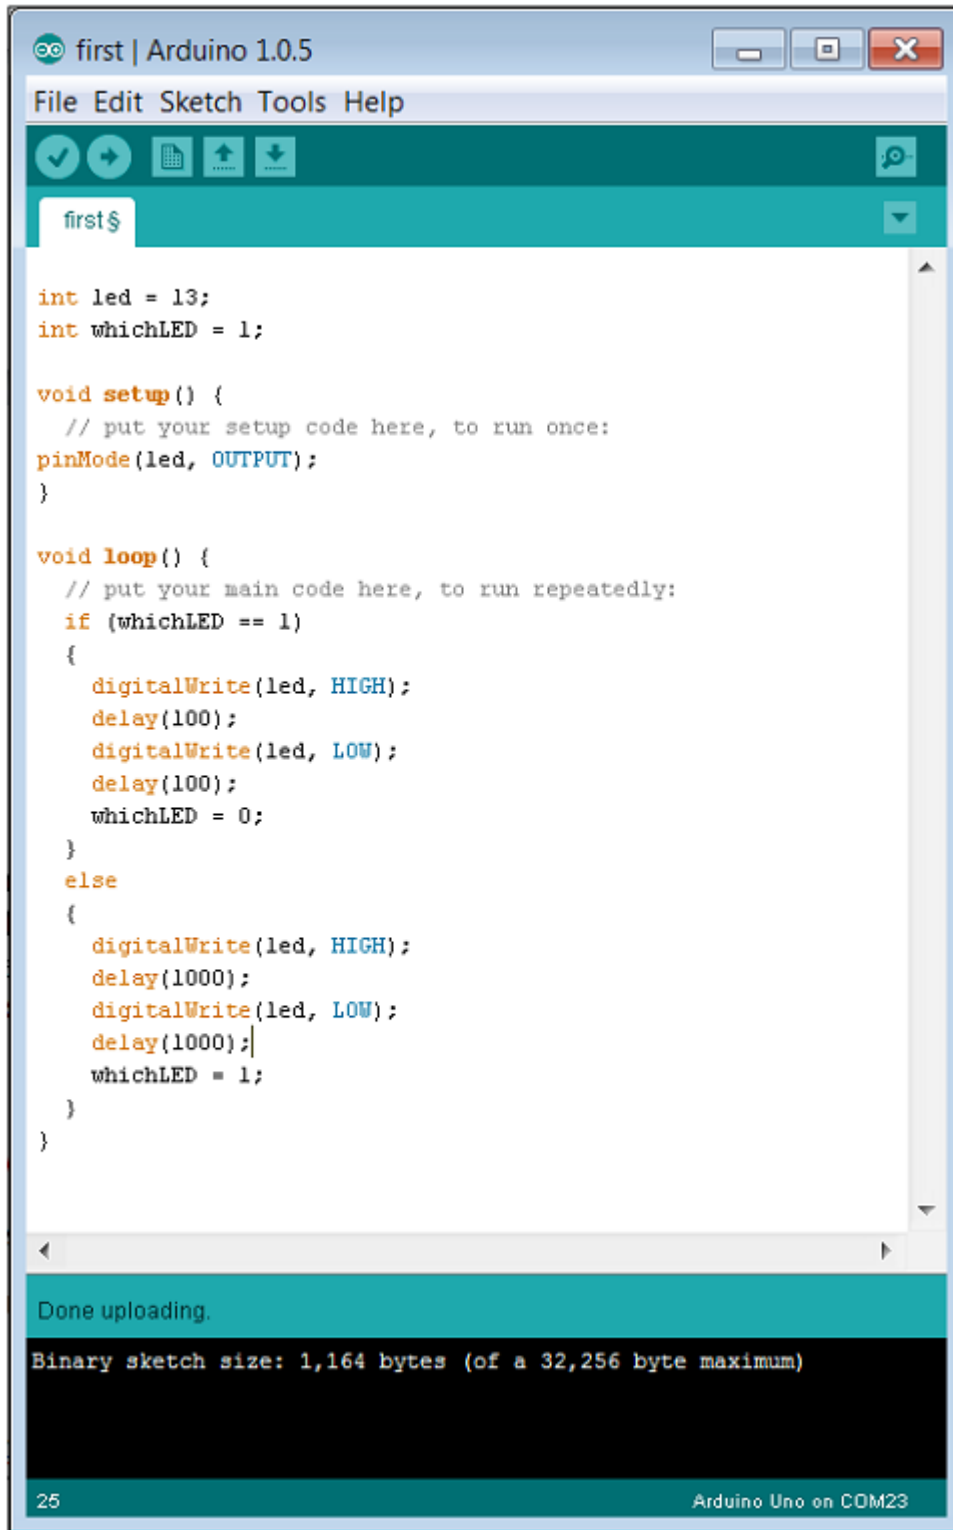 first | Arduino 1.0.5
File Edit Sketch Tools Help
first §
int led = 13;
int whichLED = 1;
void setup() {
// put your setup code here, to run once:
pinMode(led, OUTPUT);
}
void loop() {
// put your main code here, to run repeatedly:
if (whichLED == 1)
{
digitalWrite(led, HIGH);
delay(100);
digitalWrite(led, LOW);
delay(100);
whichLED = 0;
}
else
{
digitalWrite(led, HIGH);
delay(1000);
digitalWrite(led, LOW);
delay(1000);
whichLED = 1;
}
}
Done uploading.
Binary sketch size: 1,164 bytes (of a 32,256 byte maximum)
25 Arduino Uno on COM23